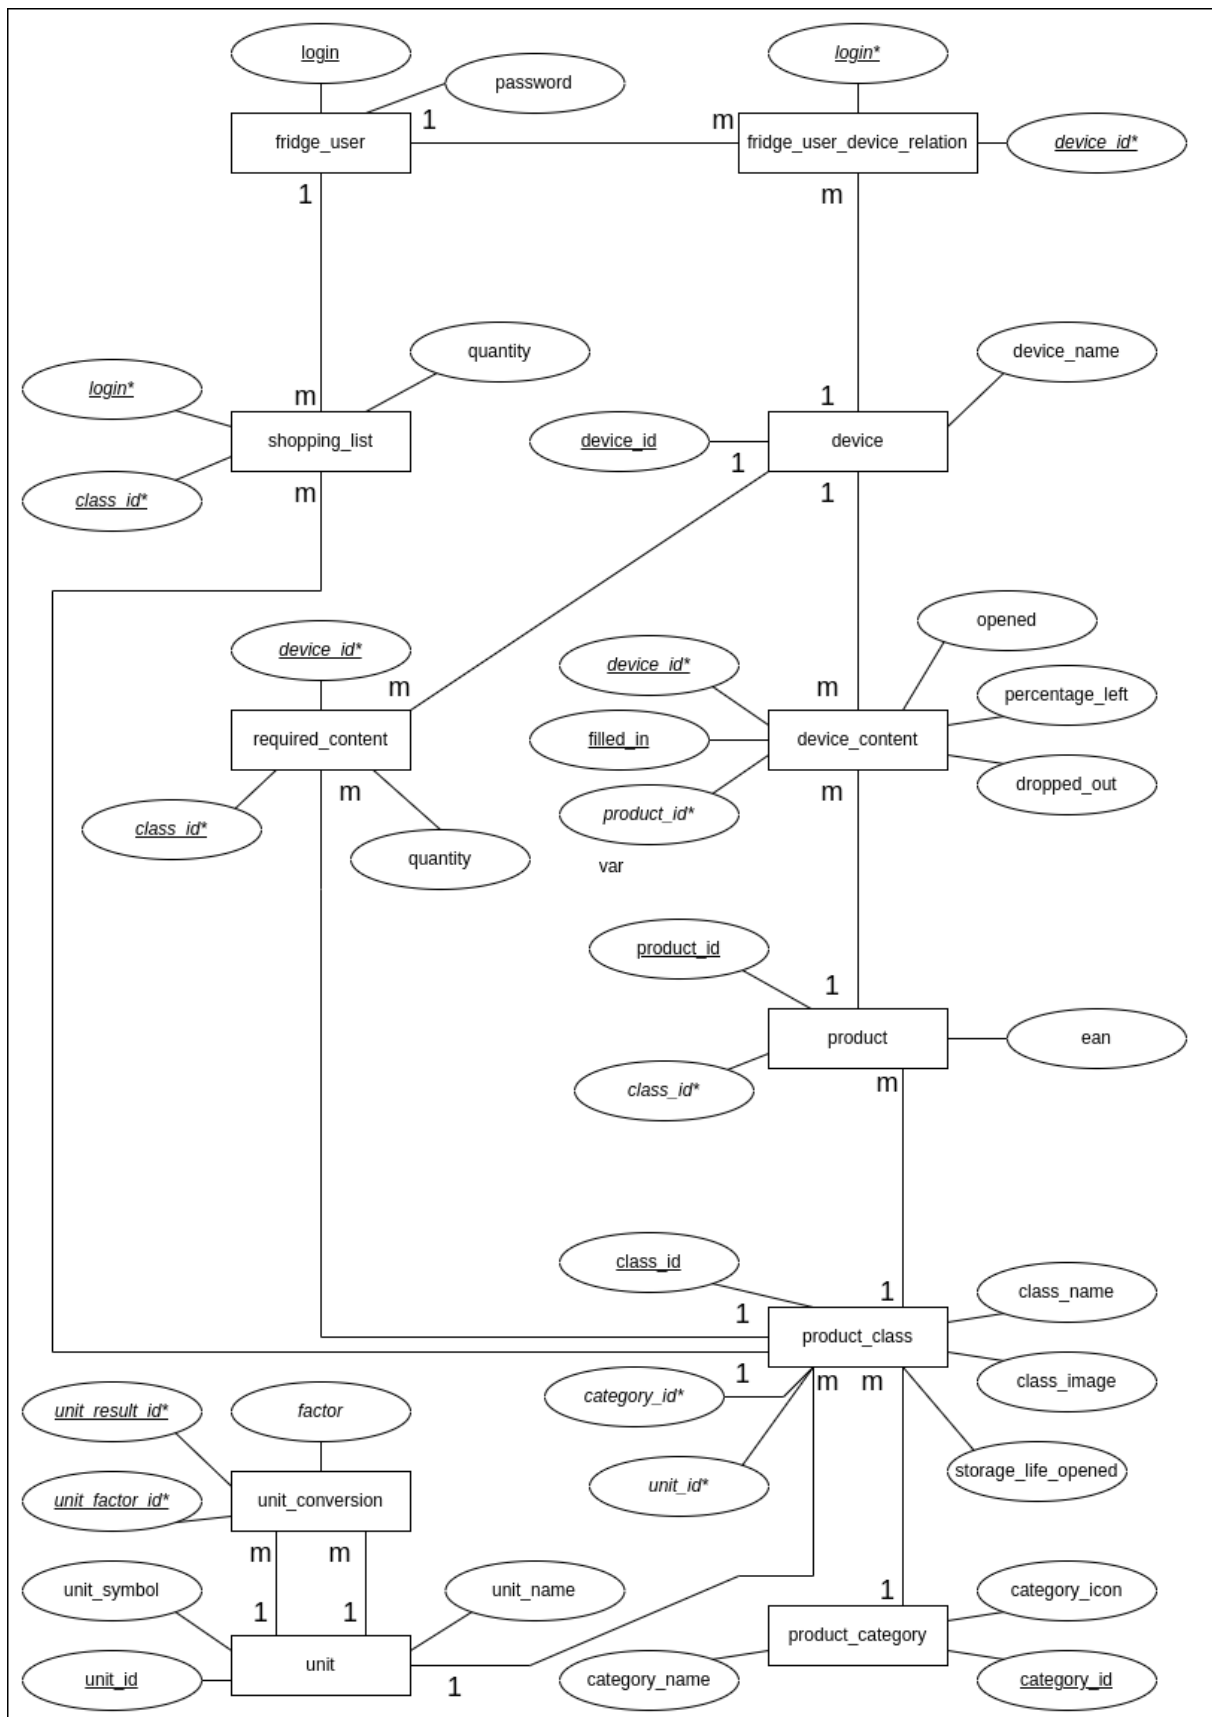 login
login*
password
1
m
fridge_user
fridge_user_device_relation
device_id*
1
m
quantity
device_name
login*
m
1
shopping_list
device_id
device
1
class_id*
m
1
opened
device_id*
device_id*
m
m
percentage_left
required_content
filled_in
device_content
dropped_out
m
m
class_id*
product_id*
quantity
var
product_id
1
product
ean
m
class_id*
class_id
1
1
class_name
product_class
1
m
m
class_image
category_id*
unit_result_id*
factor
storage_life_opened
unit_id*
unit_factor_id*
unit_conversion
m
m
unit_symbol
unit_name
category_icon
1
1
1
product_category
unit
unit_id
1
category_name
category_id